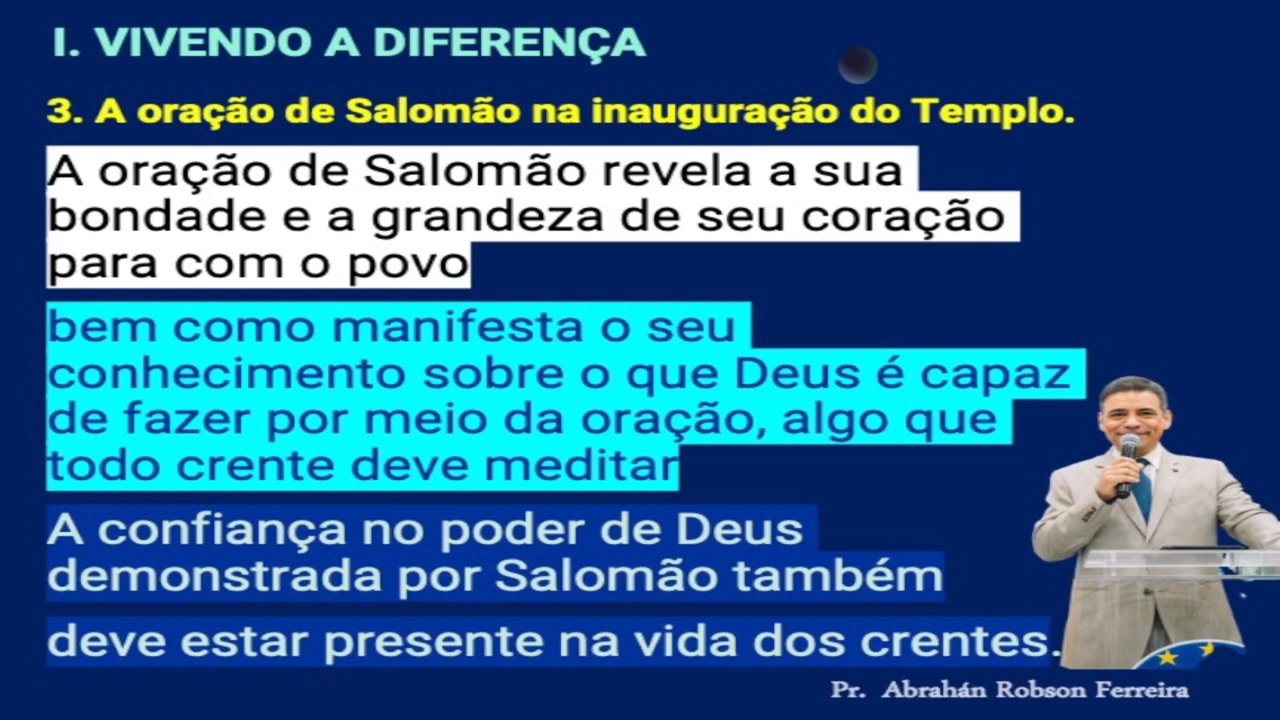 I. VIVENDO A DIFERENÇA
3. A oração de Salomão na inauguração do Templo.
A oração de Salomão revela a sua
bondade e a grandeza de seu coração
para com o povo
bem como manifesta o seu
conhecimento sobre o que Deus é capaz
de fazer por meio da oração, algo que
todo crente deve meditar
A confiança no poder de Deus
demonstrada por Salomão também
deve estar presente na vida dos crentes.
Pr. Abrahán Robson Ferreira